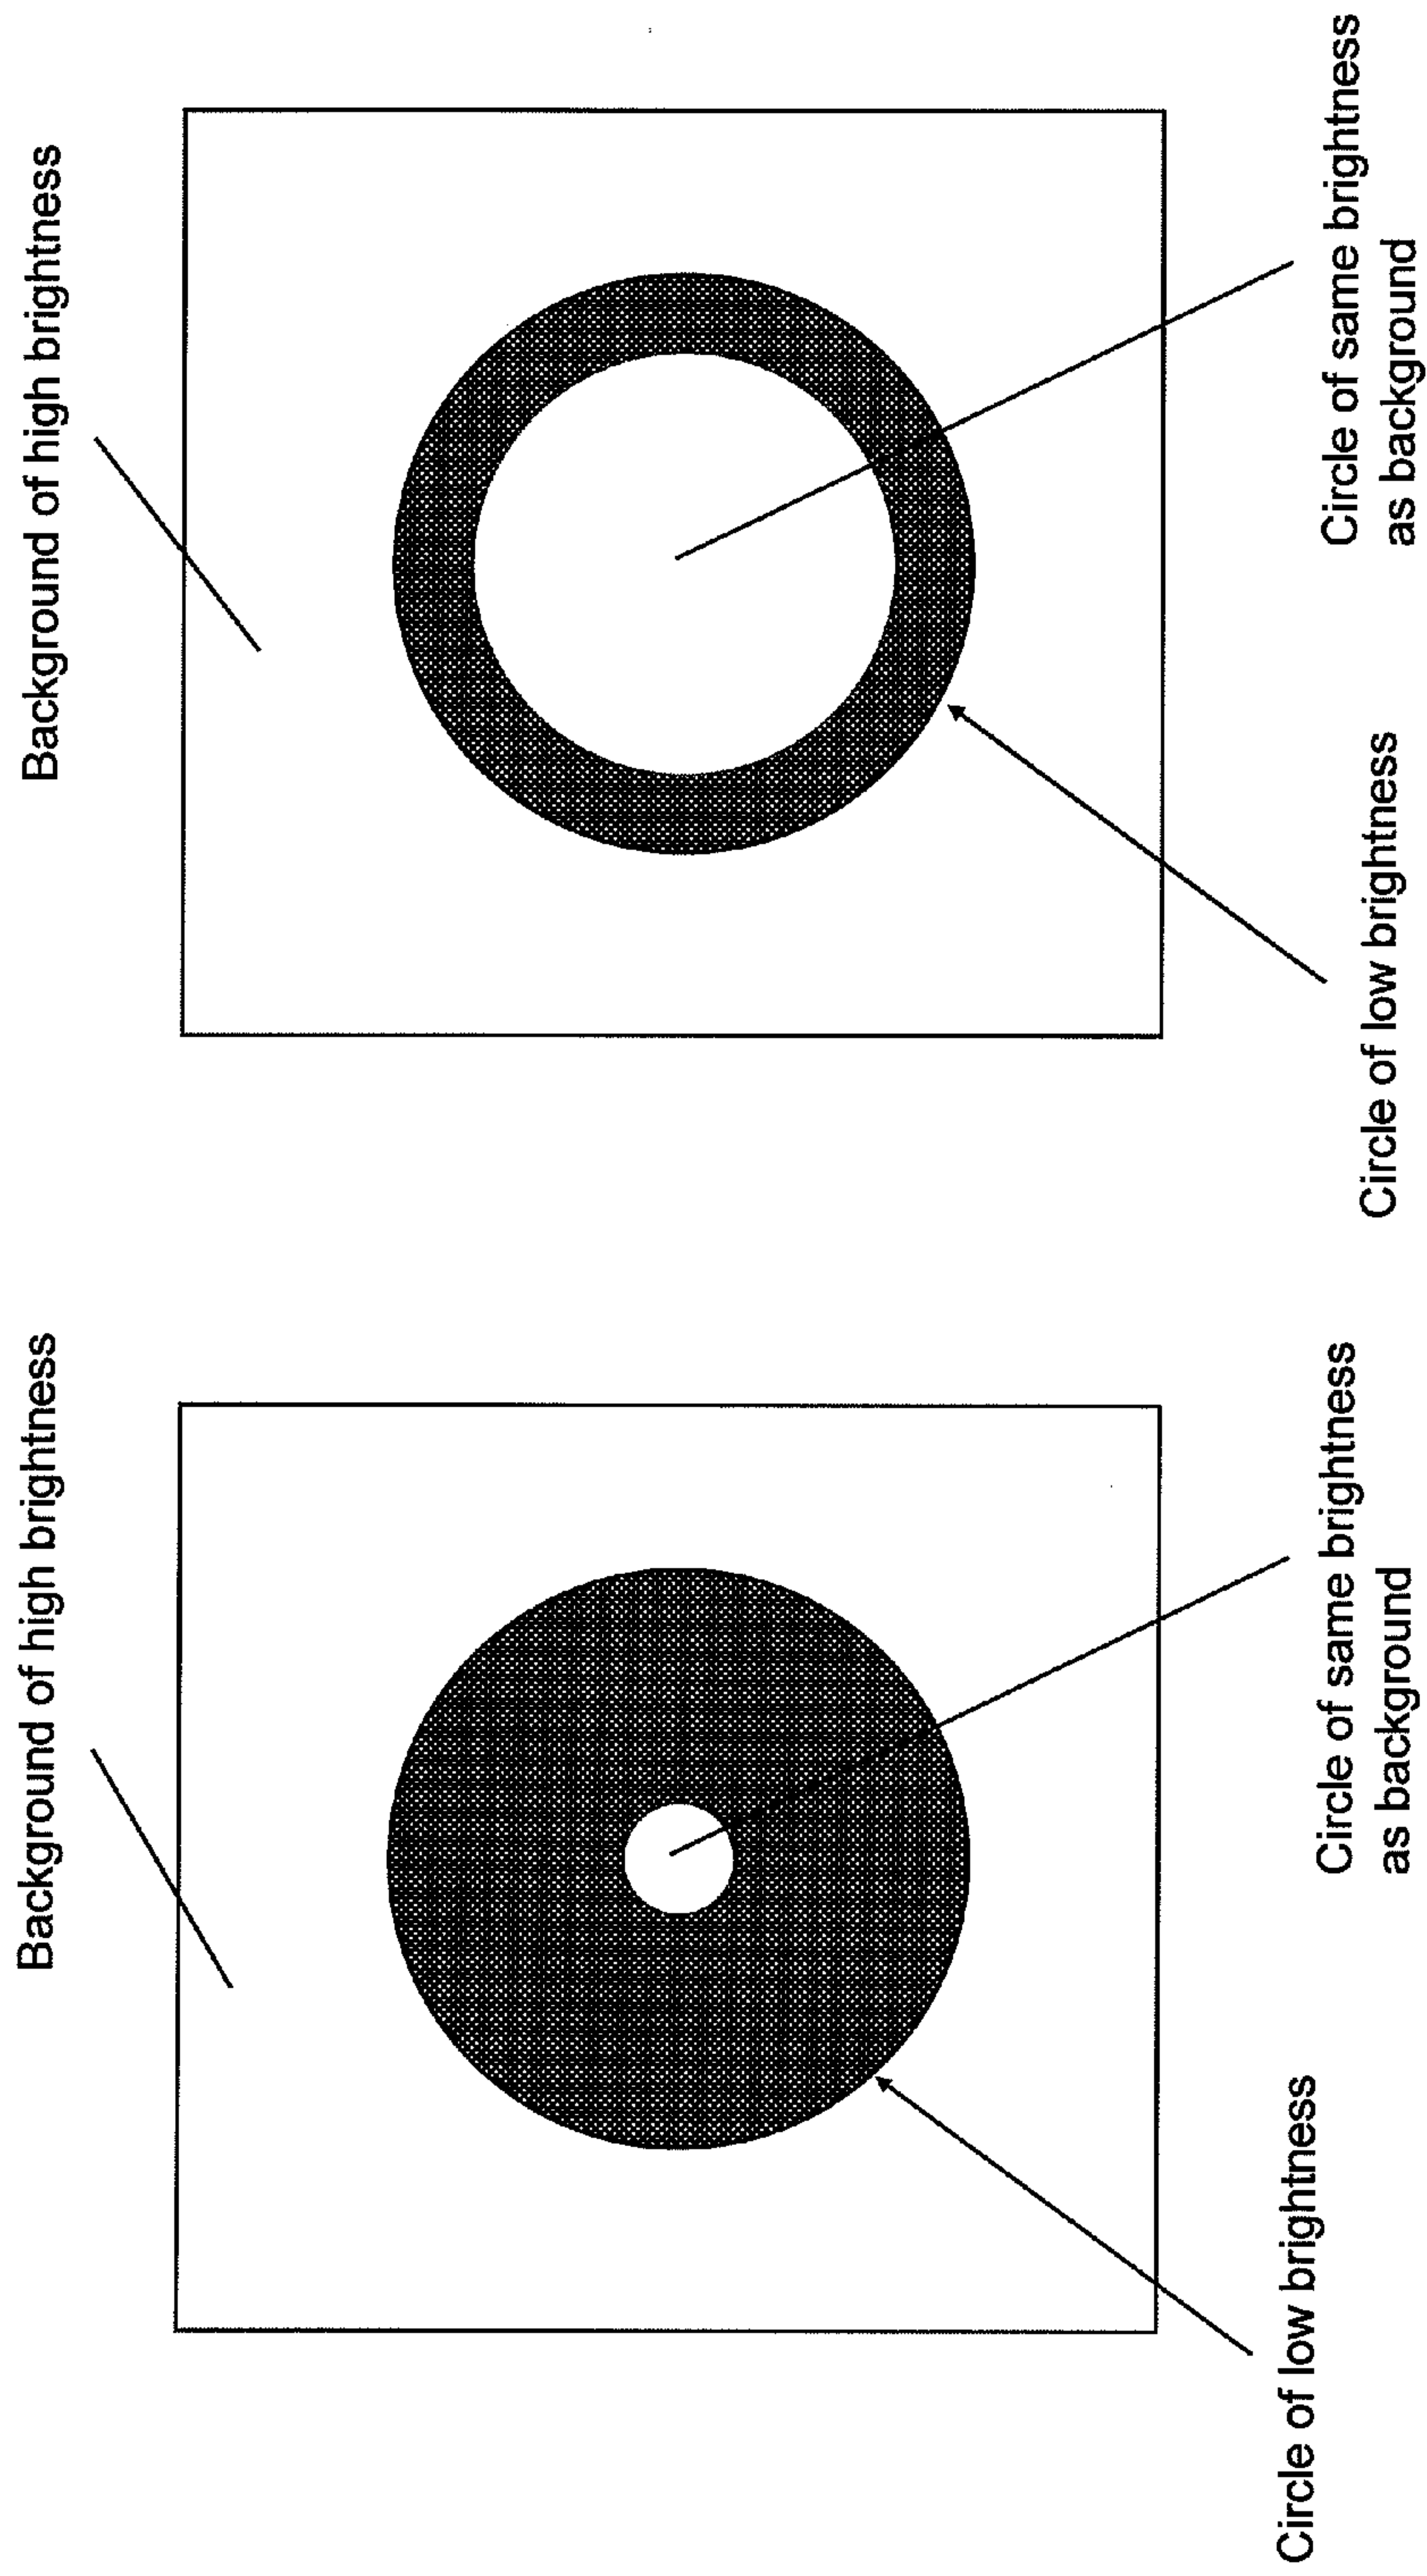 Background of high brightness
Circle of low brightness
Circle of same brightness
as background
Background of high brightness
Circle of low brightness
Circle of same brightness
as background